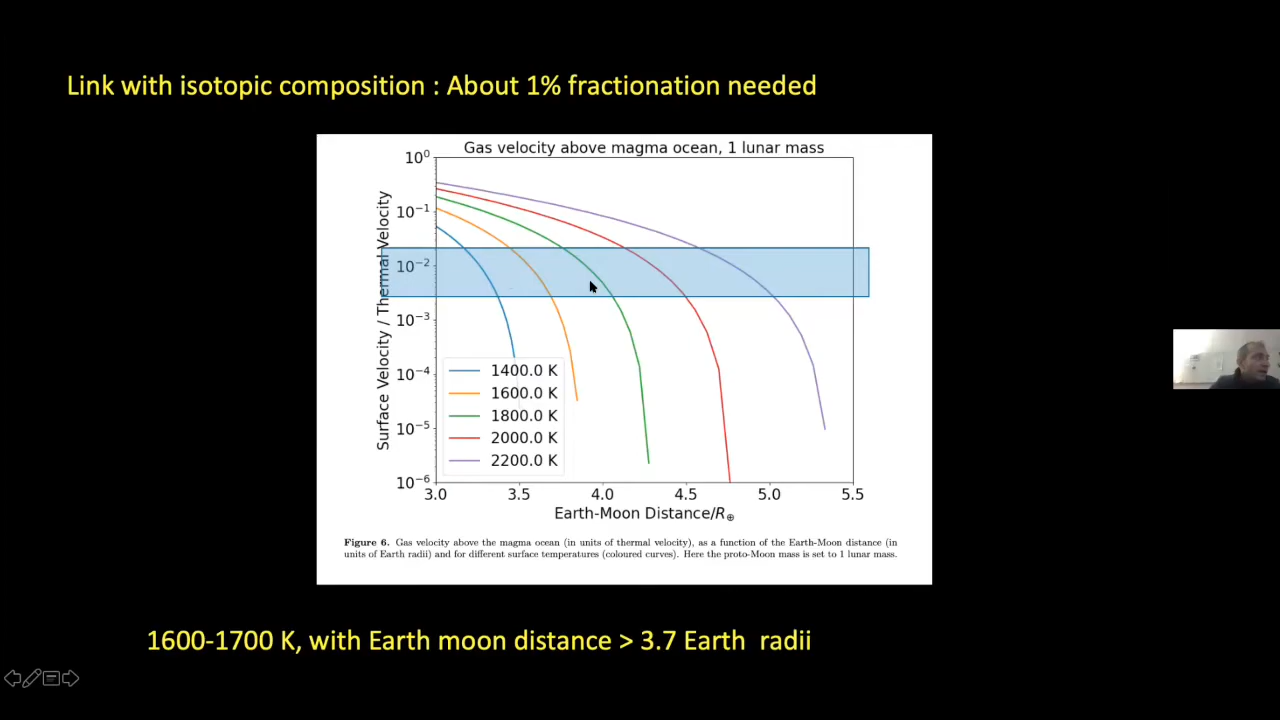 Link with isotopic composition : About 1% fractionation needed
Gas velocity above magma ocean, 1 lunar mass
Surface Velocity / Thermal Velocity
10⁰
10⁻¹
10⁻²
10⁻³
10⁻⁴
10⁻⁵
10⁻⁶
1400.0 K
1600.0 K
1800.0 K
2000.0 K
2200.0 K
3.0 3.5 4.0 4.5 5.0 5.5
Earth-Moon Distance/R⊕
Figure 6. Gas velocity above the magma ocean (in units of thermal velocity), as a function of the Earth-Moon distance (in
units of Earth radii) and for different surface temperatures (coloured curves). Here the proto-Moon mass is set to 1 lunar mass.
1600-1700 K, with Earth moon distance > 3.7 Earth radii